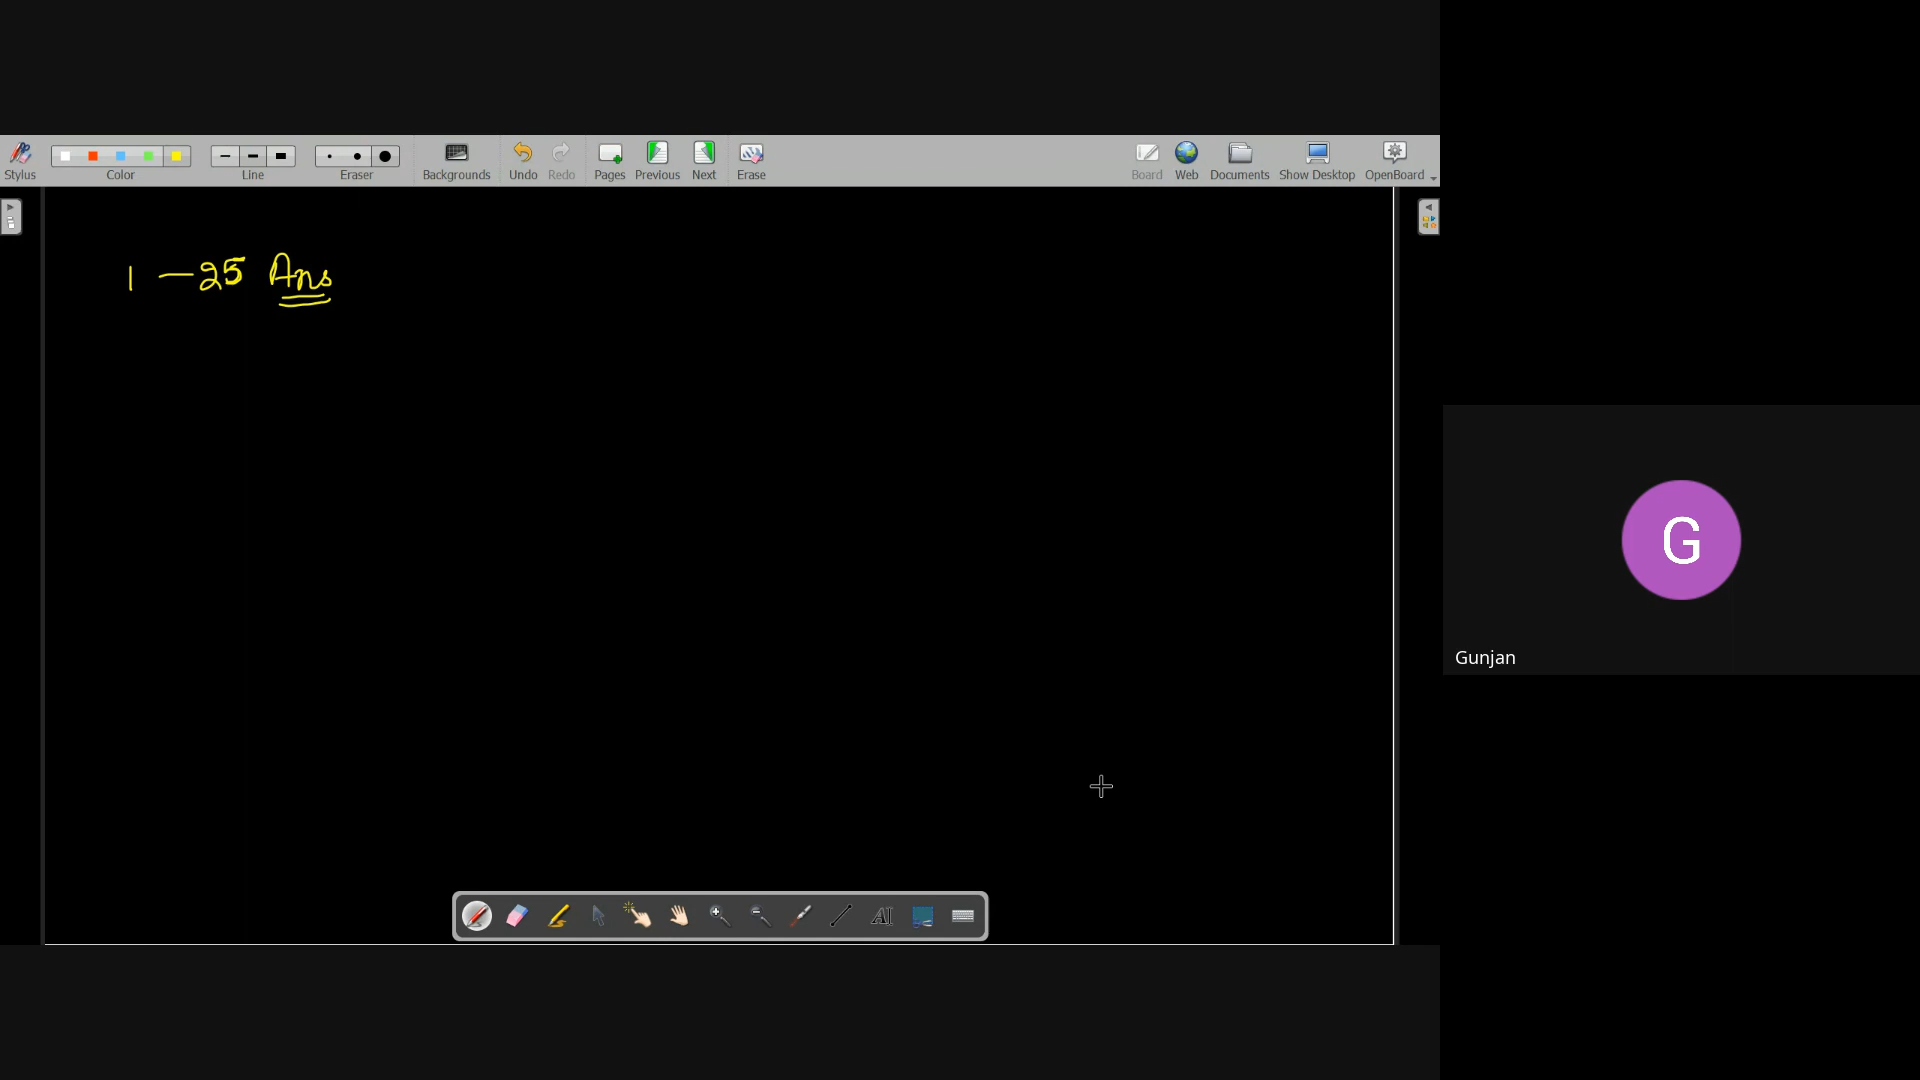 Stylus Color Line Eraser Backgrounds Undo Redo Pages Previous Next Erase Board Web Documents Show Desktop OpenBoard
1 — 25 Ans
G
Gunjan
AI